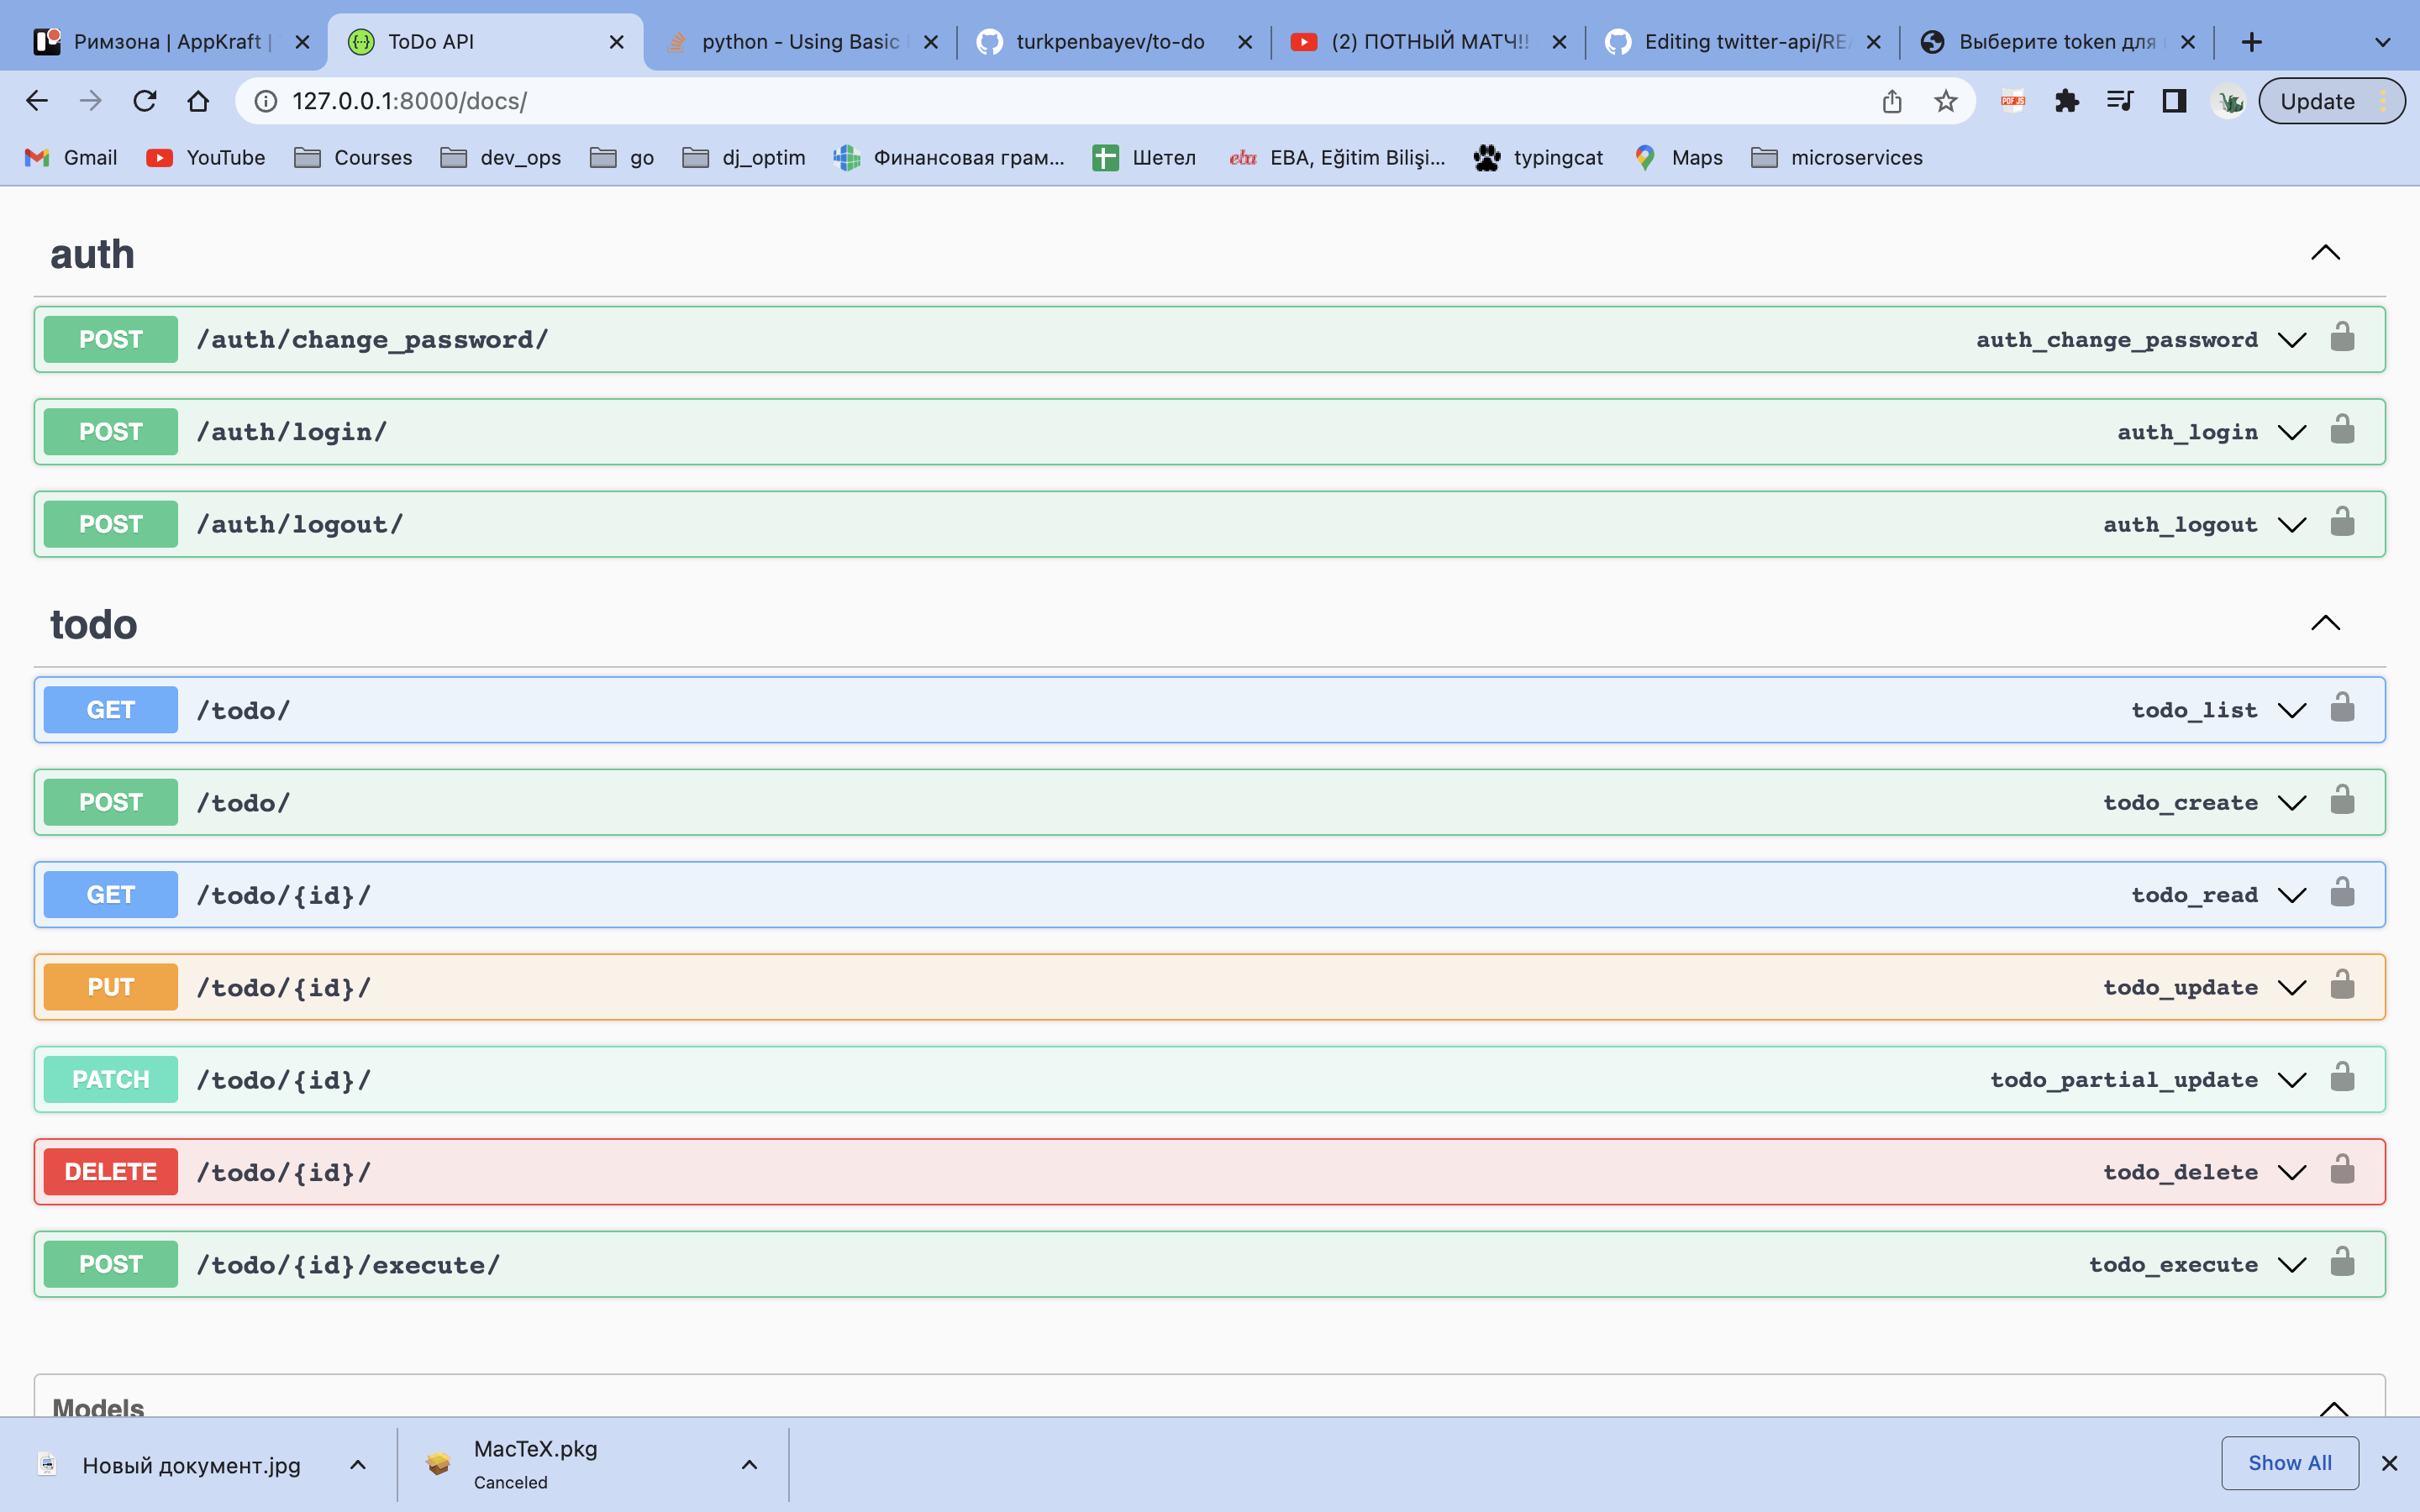 Римзона | AppKraft |
ToDo API
python - Using Basic
turkpenbayev/to-do
(2) ПОТНЫЙ МАТЧ!!
Editing twitter-api/REA
Выберите token для
127.0.0.1:8000/docs/
PDF JS
Update
Gmail
YouTube
Courses
dev_ops
go
dj_optim
Финансовая грам...
Шетел
eba
EBA, Eğitim Bilişi...
typingcat
Maps
microservices
auth
POST /auth/change_password/ auth_change_password
POST /auth/login/ auth_login
POST /auth/logout/ auth_logout
todo
GET /todo/ todo_list
POST /todo/ todo_create
GET /todo/{id}/ todo_read
PUT /todo/{id}/ todo_update
PATCH /todo/{id}/ todo_partial_update
DELETE /todo/{id}/ todo_delete
POST /todo/{id}/execute/ todo_execute
Models
Новый документ.jpg
MacTeX.pkg
Canceled
Show All